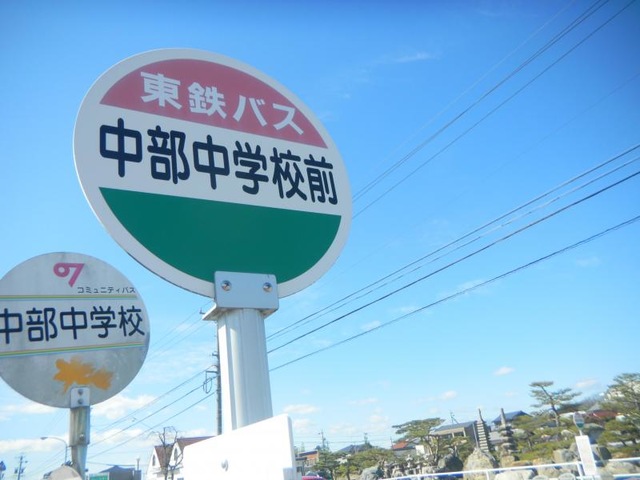 東鉄バス
中部中学校前
コミュニティバス
中部中学校